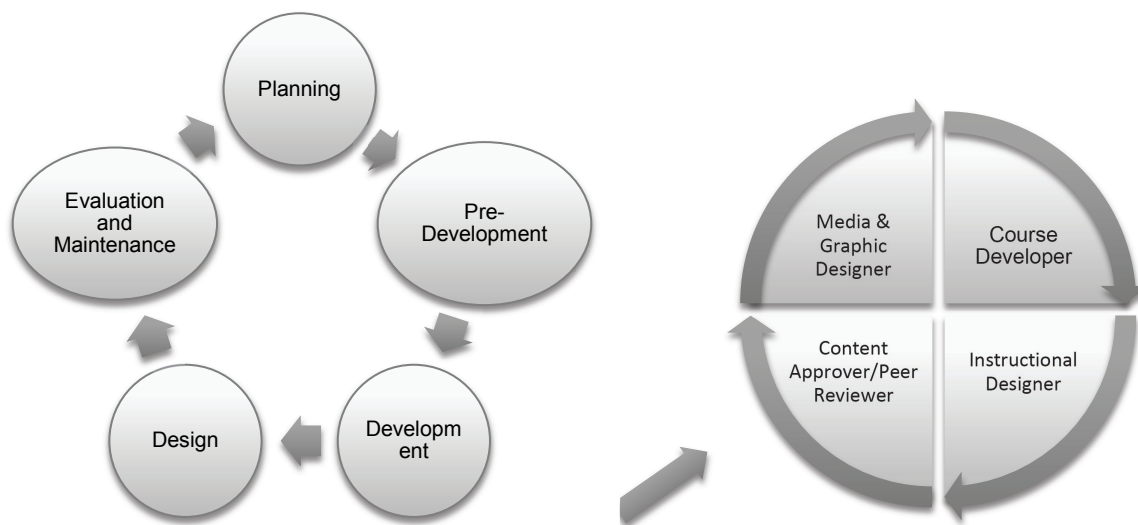 Planning
Pre-
Development
Developm
ent
Design
Evaluation
and
Maintenance
Media &
Graphic
Designer
Course
Developer
Instructional
Designer
Content
Approver/Peer
Reviewer